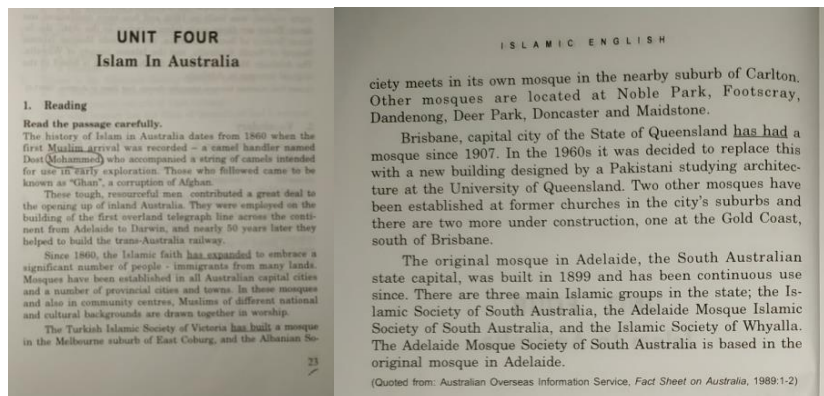 UNIT FOUR
Islam In Australia
1. Reading
Read the passage carefully.
The history of Islam in Australia dates from 1860 when the
first Muslim arrival was recorded – a camel handler named
Dost Mohammed, who accompanied a string of camels intended
for use in early exploration. Those who followed came to be
known as "Ghan", a corruption of Afghan.
These tough, resourceful men contributed a great deal to
the opening up of inland Australia. They were employed on the
building of the first overland telegraph line across the conti-
nent from Adelaide to Darwin, and nearly 50 years later they
helped to build the trans-Australia railway.
Since 1860, the Islamic faith has expanded to embrace a
significant number of people - immigrants from many lands.
Mosques have been established in all Australian capital cities
and a number of provincial cities and towns. In these mosques
and also in community centres, Muslims of different national
and cultural backgrounds are drawn together in worship.
The Turkish Islamic Society of Victoria has built a mosque
in the Melbourne suburb of East Coburg, and the Albanian So-
23
ISLAMIC ENGLISH
ciety meets in its own mosque in the nearby suburb of Carlton.
Other mosques are located at Noble Park, Footscray,
Dandenong, Deer Park, Doncaster and Maidstone.
Brisbane, capital city of the State of Queensland has had a
mosque since 1907. In the 1960s it was decided to replace this
with a new building designed by a Pakistani studying architec-
ture at the University of Queensland. Two other mosques have
been established at former churches in the city's suburbs and
there are two more under construction, one at the Gold Coast,
south of Brisbane.
The original mosque in Adelaide, the South Australian
state capital, was built in 1899 and has been continuous use
since. There are three main Islamic groups in the state; the Is-
lamic Society of South Australia, the Adelaide Mosque Islamic
Society of South Australia, and the Islamic Society of Whyalla.
The Adelaide Mosque Society of South Australia is based in the
original mosque in Adelaide.
(Quoted from: Australian Overseas Information Service, Fact Sheet on Australia, 1989:1-2)